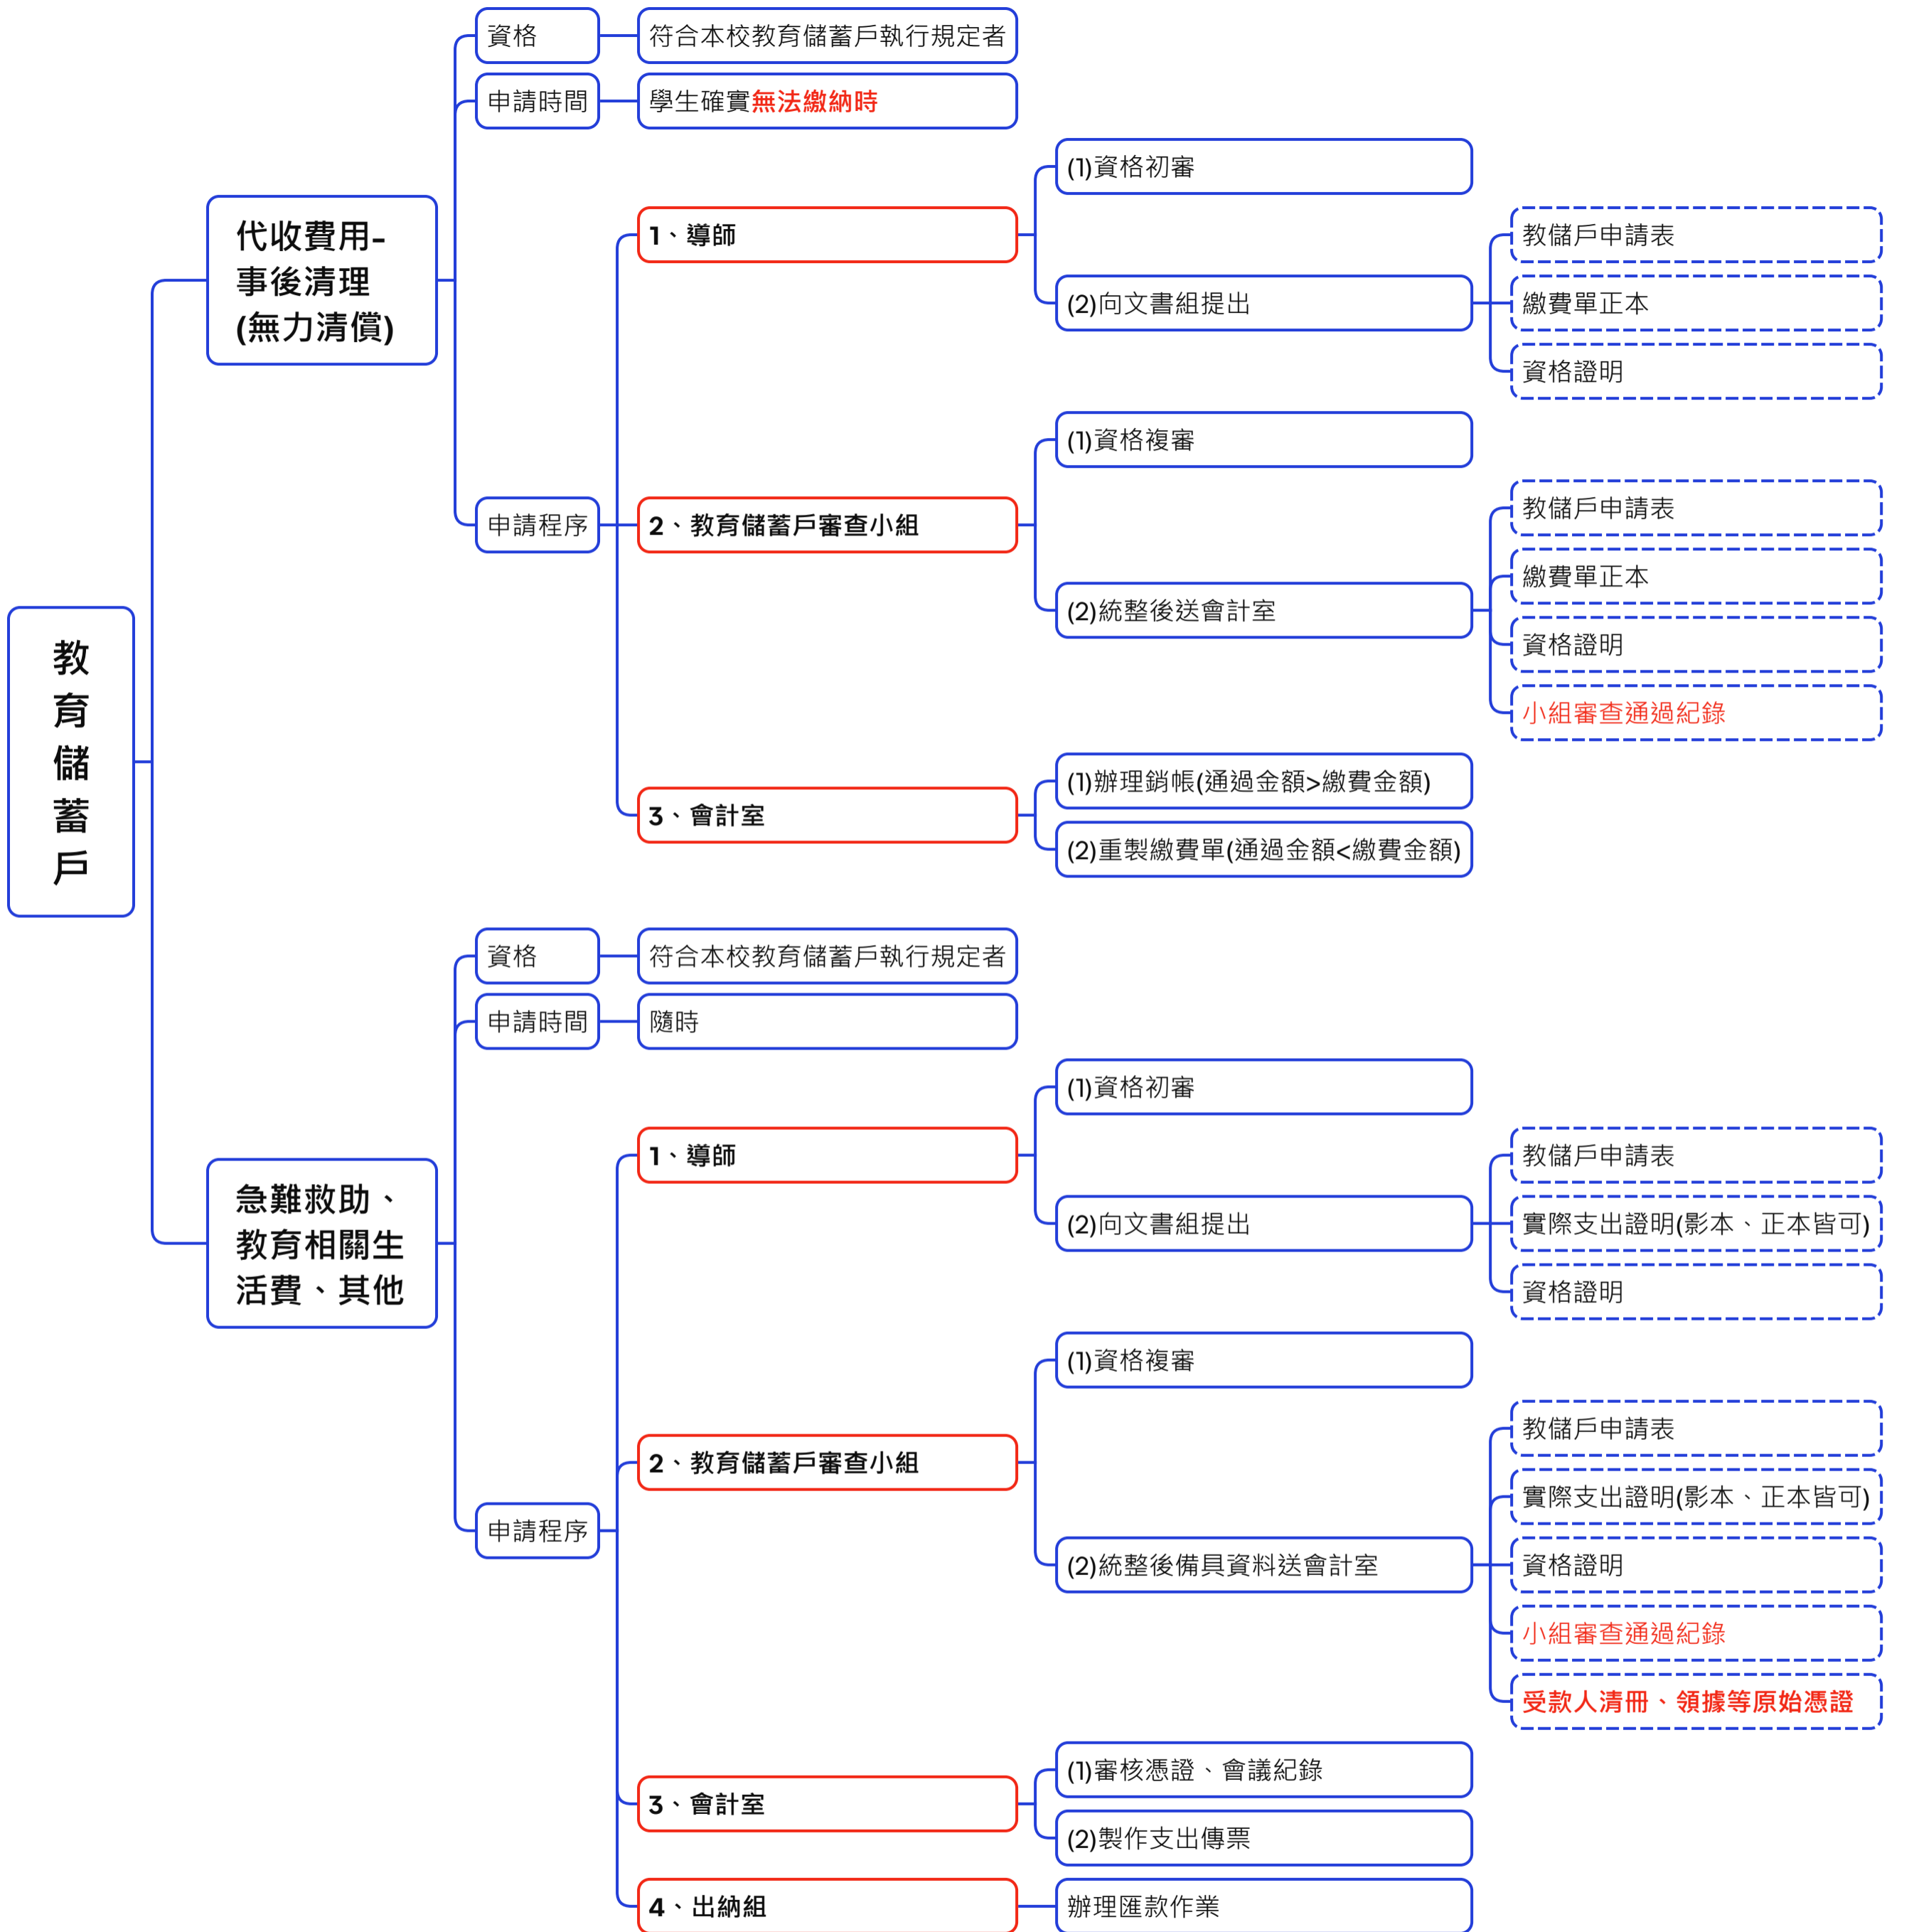 教
育
儲
蓄
戶
代收費用-
事後清理
(無力清償)
資格
符合本校教育儲蓄戶執行規定者
申請時間
學生確實無法繳納時
申請程序
1、導師
(1)資格初審
(2)向文書組提出
教儲戶申請表
繳費單正本
資格證明
2、教育儲蓄戶審查小組
(1)資格複審
(2)統整後送會計室
教儲戶申請表
繳費單正本
資格證明
小組審查通過紀錄
3、會計室
(1)辦理銷帳(通過金額>繳費金額)
(2)重製繳費單(通過金額<繳費金額)
急難救助、
教育相關生
活費、其他
資格
符合本校教育儲蓄戶執行規定者
申請時間
隨時
申請程序
1、導師
(1)資格初審
(2)向文書組提出
教儲戶申請表
實際支出證明(影本、正本皆可)
資格證明
2、教育儲蓄戶審查小組
(1)資格複審
(2)統整後備具資料送會計室
教儲戶申請表
實際支出證明(影本、正本皆可)
資格證明
小組審查通過紀錄
受款人清冊、領據等原始憑證
3、會計室
(1)審核憑證、會議紀錄
(2)製作支出傳票
4、出納組
辦理匯款作業